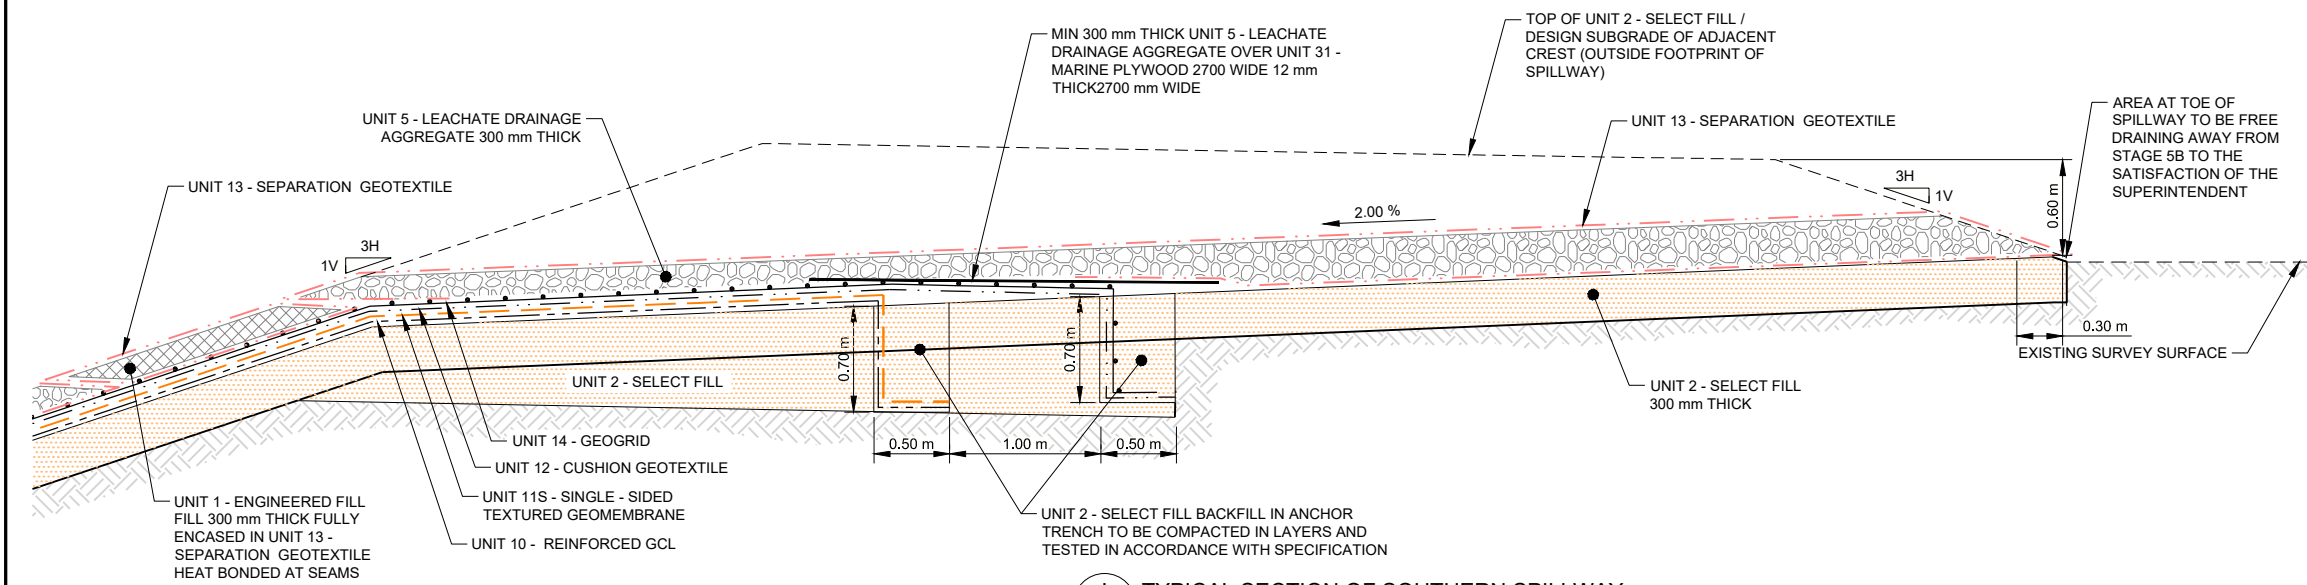 MIN 300 mm THICK UNIT 5 - LEACHATE
DRAINAGE AGGREGATE OVER UNIT 31 -
MARINE PLYWOOD 2700 WIDE 12 mm
THICK2700 mm WIDE
TOP OF UNIT 2 - SELECT FILL /
DESIGN SUBGRADE OF ADJACENT
CREST (OUTSIDE FOOTPRINT OF
SPILLWAY)
UNIT 5 - LEACHATE DRAINAGE
AGGREGATE 300 mm THICK
UNIT 13 - SEPARATION GEOTEXTILE
AREA AT TOE OF
SPILLWAY TO BE FREE
DRAINING AWAY FROM
STAGE 5B TO THE
SATISFACTION OF THE
SUPERINTENDENT
UNIT 13 - SEPARATION GEOTEXTILE
3H
1V
0.60 m
2.00 %
3H
1V
0.30 m
EXISTING SURVEY SURFACE
0.70 m
0.70 m
UNIT 2 - SELECT FILL
UNIT 2 - SELECT FILL
300 mm THICK
UNIT 14 - GEOGRID
0.50 m
1.00 m
0.50 m
UNIT 12 - CUSHION GEOTEXTILE
UNIT 11S - SINGLE - SIDED
TEXTURED GEOMEMBRANE
UNIT 10 - REINFORCED GCL
UNIT 1 - ENGINEERED FILL
FILL 300 mm THICK FULLY
ENCASED IN UNIT 13 -
SEPARATION GEOTEXTILE
HEAT BONDED AT SEAMS
UNIT 2 - SELECT FILL BACKFILL IN ANCHOR
TRENCH TO BE COMPACTED IN LAYERS AND
TESTED IN ACCORDANCE WITH SPECIFICATION
TYPICAL SECTION OF SOUTHERN SPILLWAY